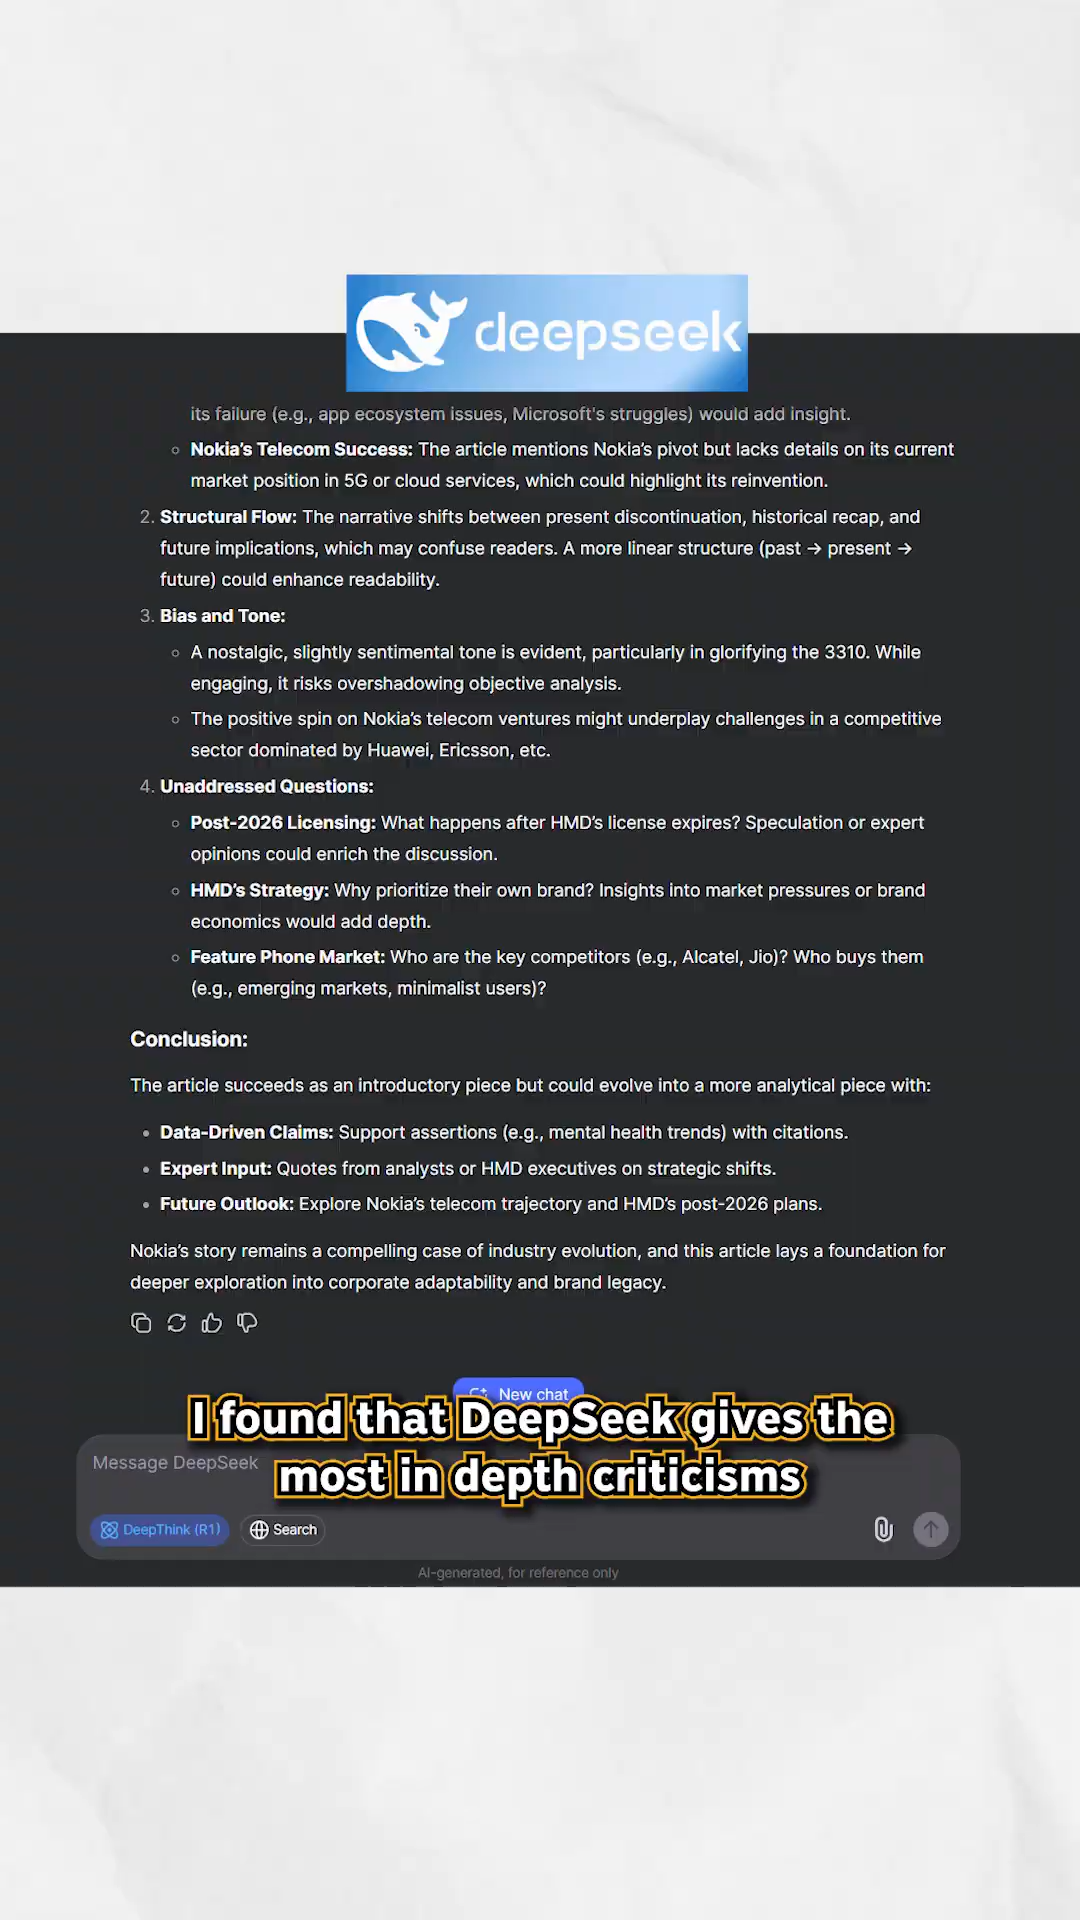 deepseek
its failure (e.g., app ecosystem issues, Microsoft's struggles) would add insight.
Nokia's Telecom Success: The article mentions Nokia's pivot but lacks details on its current
market position in 5G or cloud services, which could highlight its reinvention.
2. Structural Flow: The narrative shifts between present discontinuation, historical recap, and
future implications, which may confuse readers. A more linear structure (past → present →
future) could enhance readability.
3. Bias and Tone:
A nostalgic, slightly sentimental tone is evident, particularly in glorifying the 3310. While
engaging, it risks overshadowing objective analysis.
The positive spin on Nokia's telecom ventures might underplay challenges in a competitive
sector dominated by Huawei, Ericsson, etc.
4. Unaddressed Questions:
Post-2026 Licensing: What happens after HMD's license expires? Speculation or expert
opinions could enrich the discussion.
HMD's Strategy: Why prioritize their own brand? Insights into market pressures or brand
economics would add depth.
Feature Phone Market: Who are the key competitors (e.g., Alcatel, Jio)? Who buys them
(e.g., emerging markets, minimalist users)?
Conclusion:
The article succeeds as an introductory piece but could evolve into a more analytical piece with:
Data-Driven Claims: Support assertions (e.g., mental health trends) with citations.
Expert Input: Quotes from analysts or HMD executives on strategic shifts.
Future Outlook: Explore Nokia's telecom trajectory and HMD's post-2026 plans.
Nokia's story remains a compelling case of industry evolution, and this article lays a foundation for
deeper exploration into corporate adaptability and brand legacy.
New chat
I found that DeepSeek gives the
most in depth criticisms
Message DeepSeek
DeepThink (R1)
Search
AI-generated, for reference only